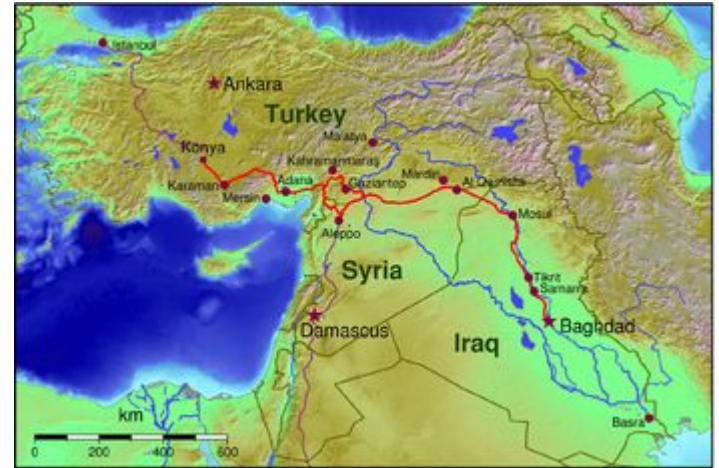 Istanbul
Ankara
Turkey
Malatya
Konya
Kahramanmaraş
Karaman
Adana
Gaziantep
Mardin
Mersin
Mosul
Aleppo
Syria
Tikrit
Samarra
Damascus
Iraq
Baghdad
km
Basra
0 200 400 600